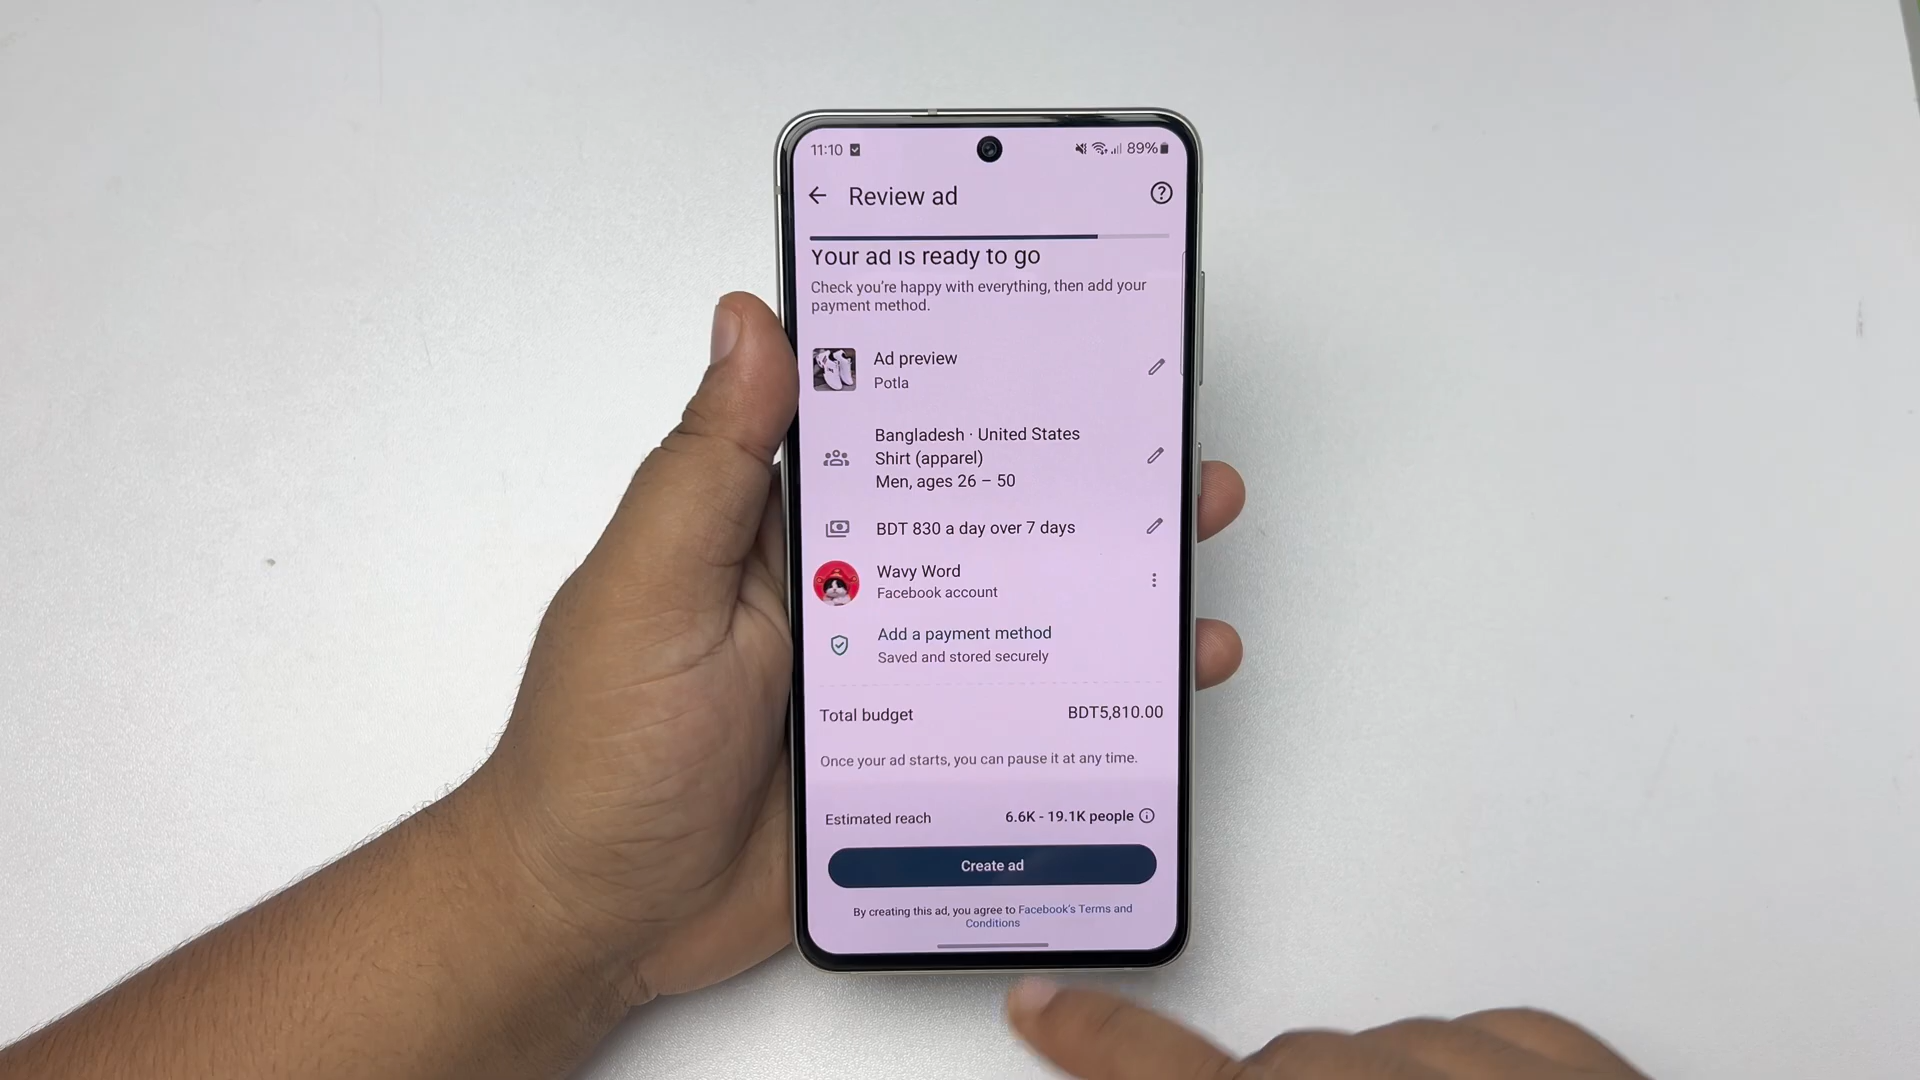 11:10
89%
Review ad
Your ad is ready to go
Check you're happy with everything, then add your
payment method.
Ad preview
Potla
Bangladesh · United States
Shirt (apparel)
Men, ages 26 – 50
BDT 830 a day over 7 days
Wavy Word
Facebook account
Add a payment method
Saved and stored securely
Total budget BDT5,810.00
Once your ad starts, you can pause it at any time.
Estimated reach 6.6K - 19.1K people
Create ad
By creating this ad, you agree to Facebook's Terms and
Conditions